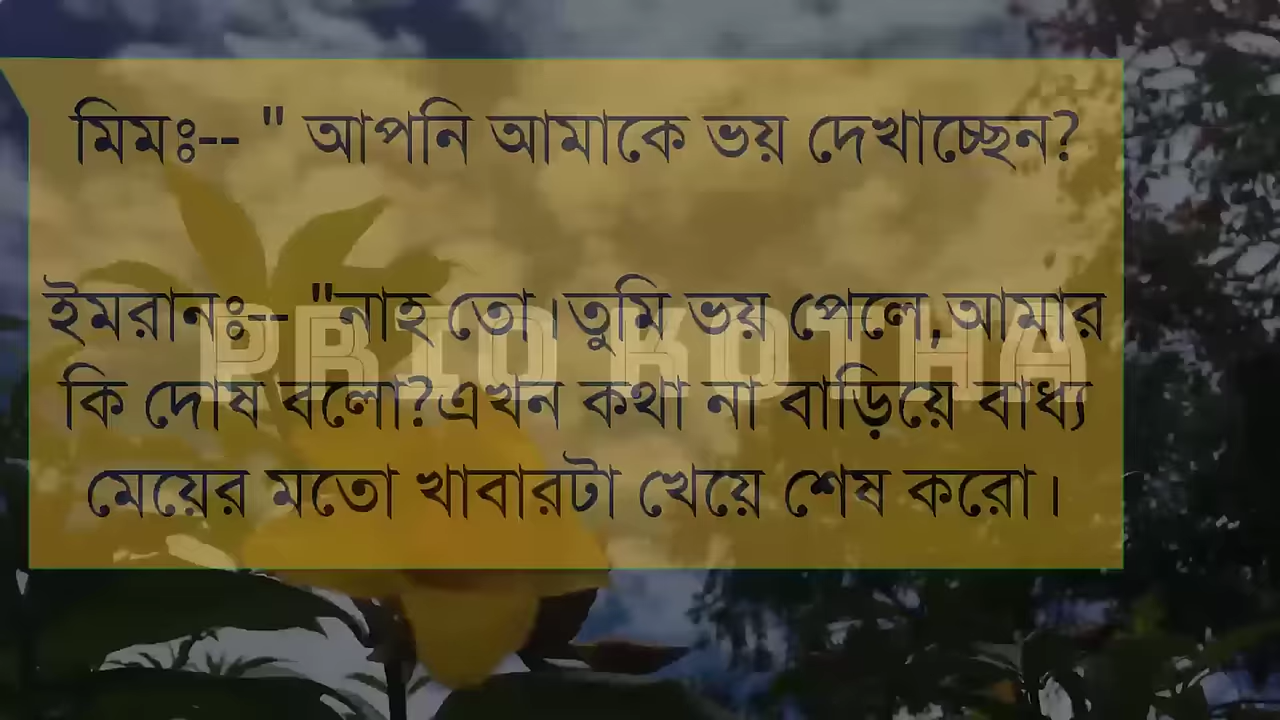 মিমঃ-- " আপনি আমাকে ভয় দেখাচ্ছেন?
ইমরানঃ-- "নাহ তো।তুমি ভয় পেলে,আমার
PRIO KOTHA
কি দোষ বলো?এখন কথা না বাড়িয়ে বাধ্য
মেয়ের মতো খাবারটা খেয়ে শেষ করো।